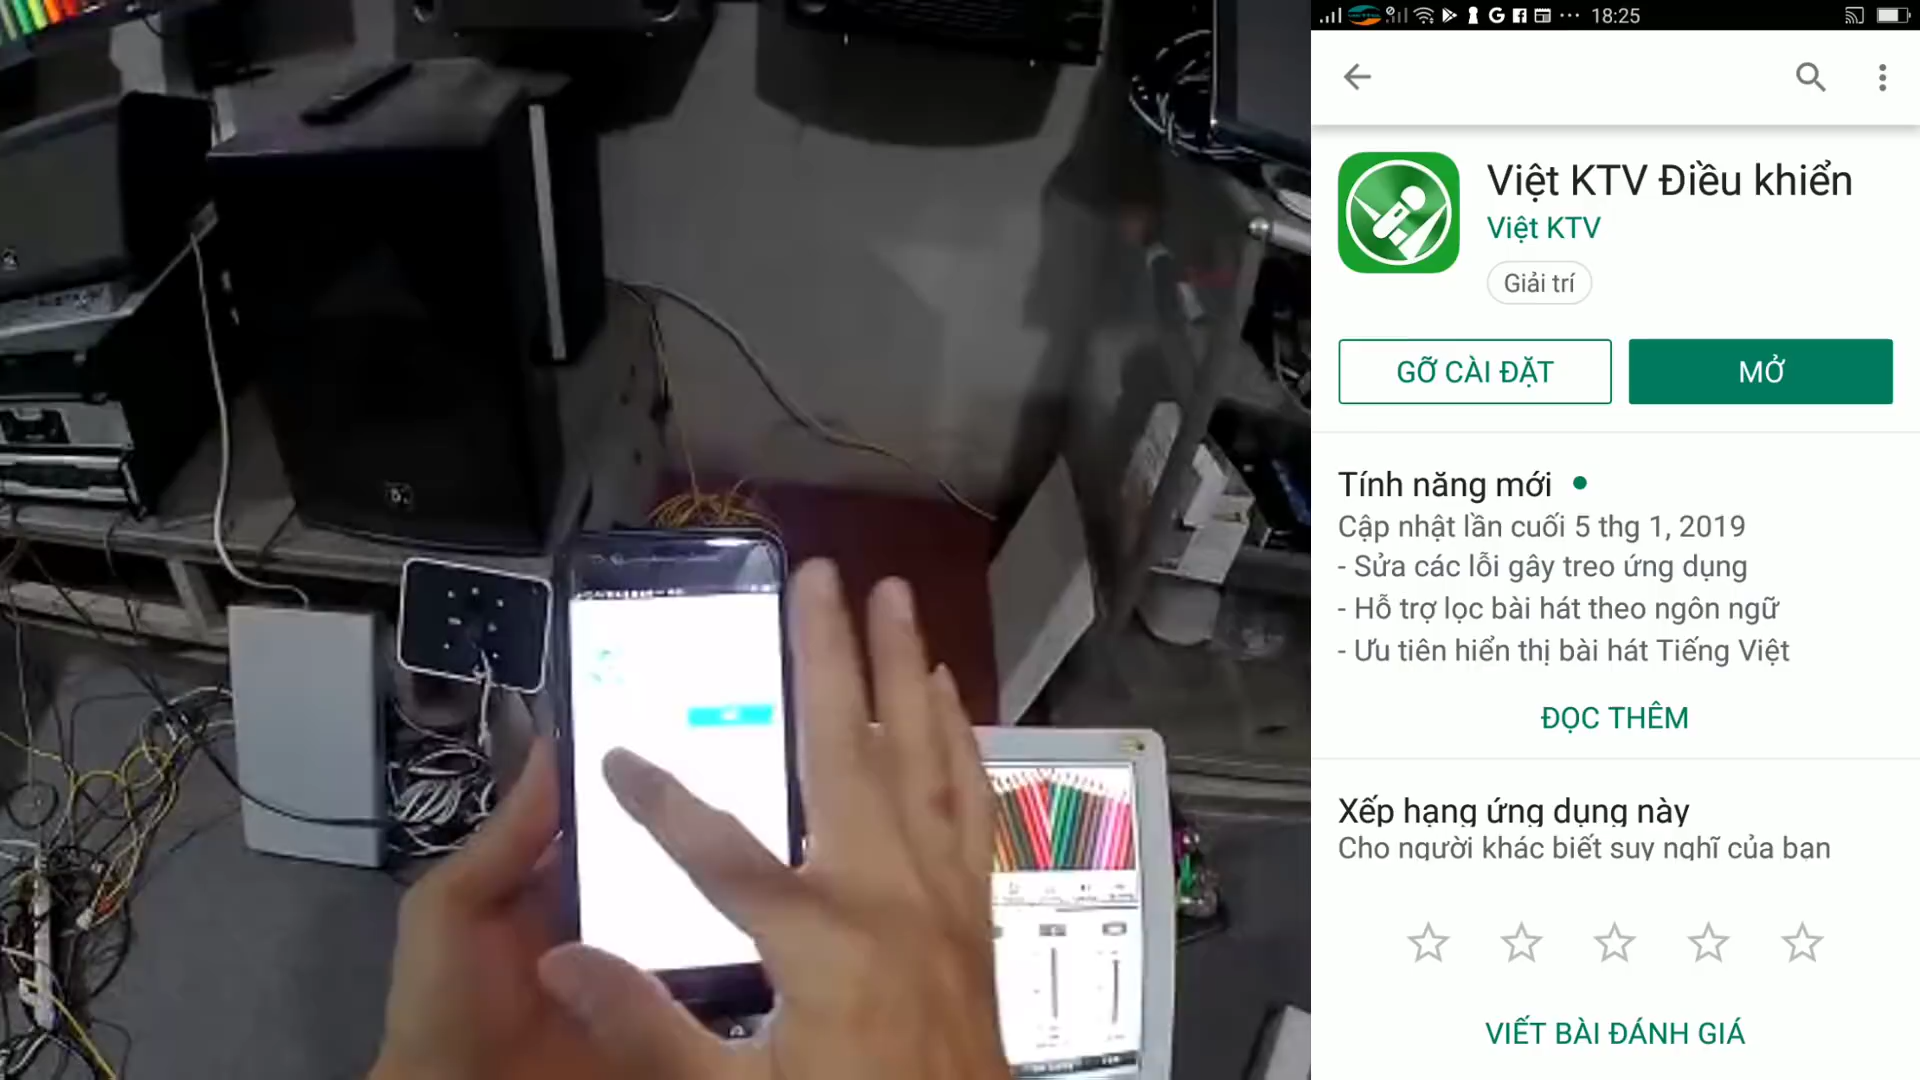 18:25
Việt KTV Điều khiển
Việt KTV
Giải trí
GỠ CÀI ĐẶT
MỞ
Tính năng mới
Cập nhật lần cuối 5 thg 1, 2019
- Sửa các lỗi gây treo ứng dụng
- Hỗ trợ lọc bài hát theo ngôn ngữ
- Ưu tiên hiển thị bài hát Tiếng Việt
ĐỌC THÊM
Xếp hạng ứng dụng này
Cho người khác biết suy nghĩ của bạn
VIẾT BÀI ĐÁNH GIÁ